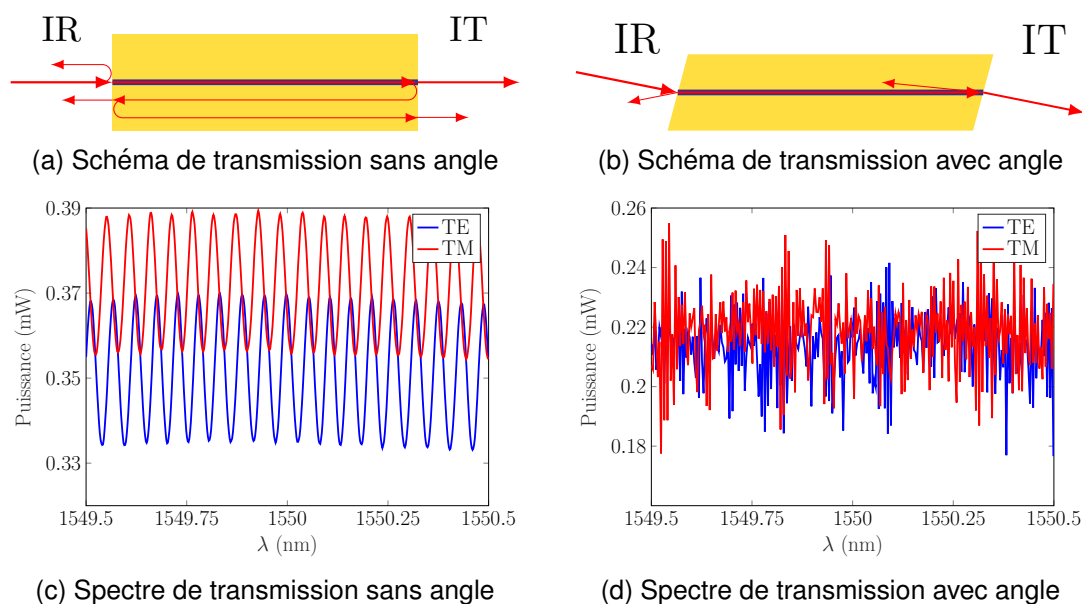 IR IT
IR IT
(a) Schéma de transmission sans angle
(b) Schéma de transmission avec angle
0.39
0.37
0.35
0.33
Puissance (mW)
TE
TM
1549.5 1549.75 1550 1550.25 1550.5
λ (nm)
0.26
0.24
0.22
0.2
0.18
Puissance (mW)
TE
TM
1549.5 1549.75 1550 1550.25 1550.5
λ (nm)
(c) Spectre de transmission sans angle
(d) Spectre de transmission avec angle